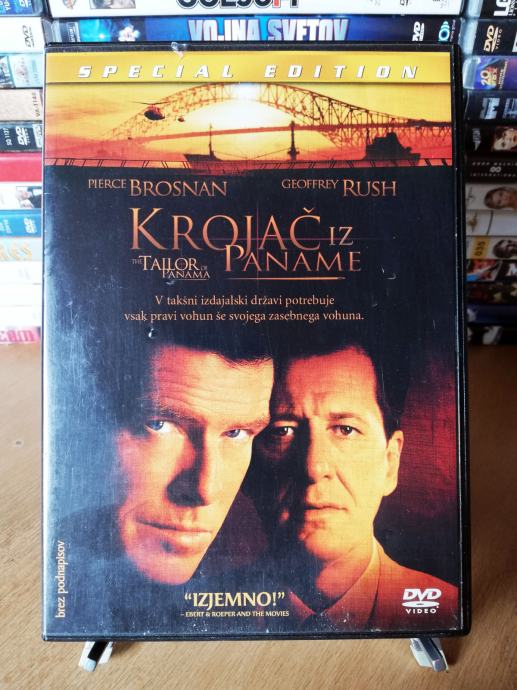 VOJNA SVETOV
SPECIAL EDITION
PIERCE BROSNAN
GEOFFREY RUSH
KROJAČ IZ
PANAME
THE TAILOR OF
PANAMA
V takšni izdajalski državi potrebuje
vsak pravi vohun še svojega zasebnega vohuna.
brez podnapisov
"IZJEMNO!"
– EBERT & ROEPER AND THE MOVIES
DVD
VIDEO